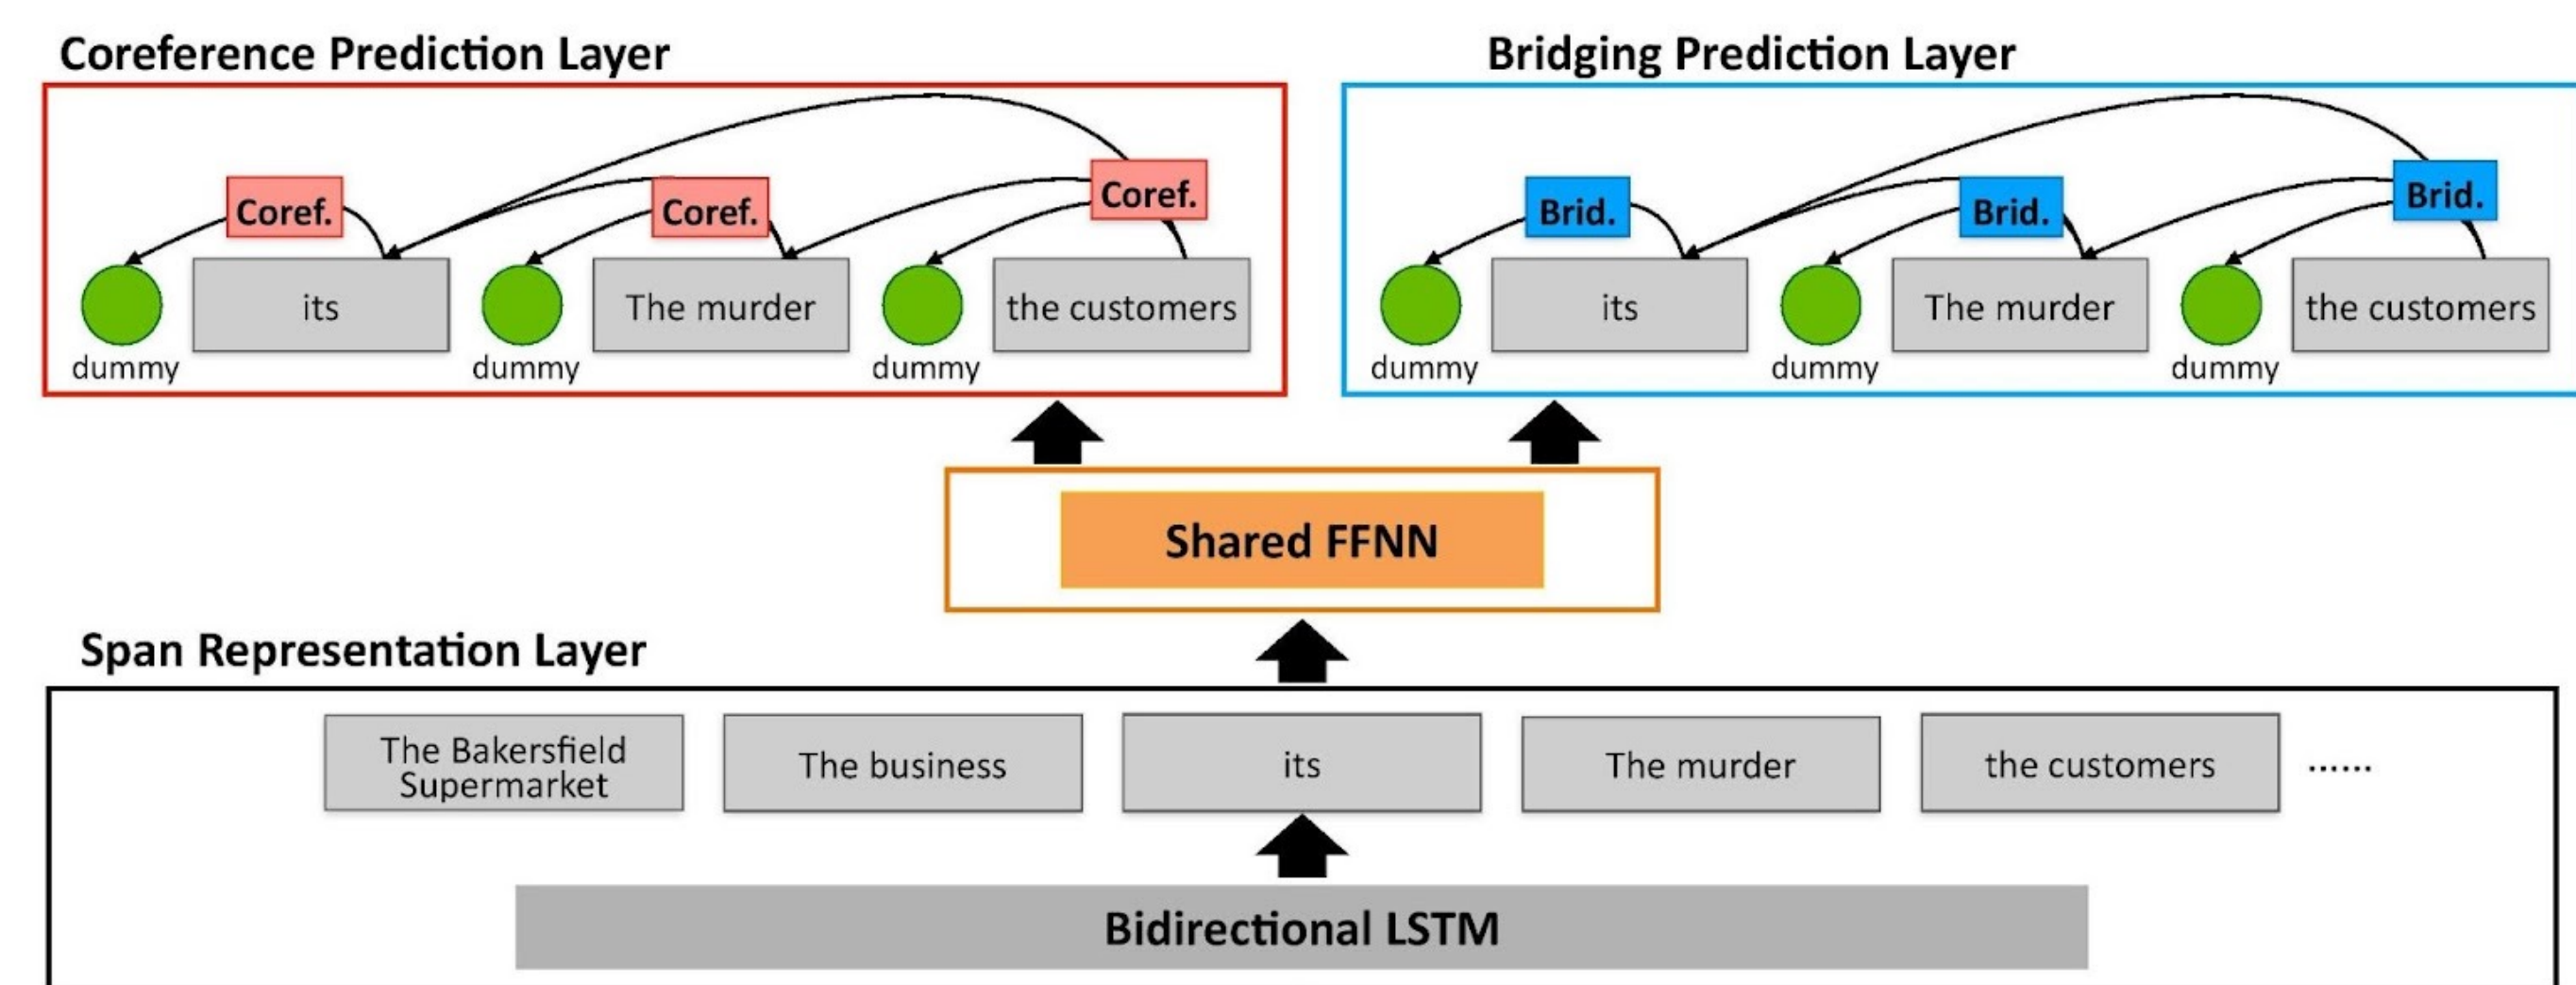 Coreference Prediction Layer
Bridging Prediction Layer
Coref.
Coref.
Coref.
its
The murder
the customers
dummy
dummy
dummy
Brid.
Brid.
Brid.
its
The murder
the customers
dummy
dummy
dummy
Shared FFNN
Span Representation Layer
The Bakersfield
Supermarket
The business
its
The murder
the customers
......
Bidirectional LSTM